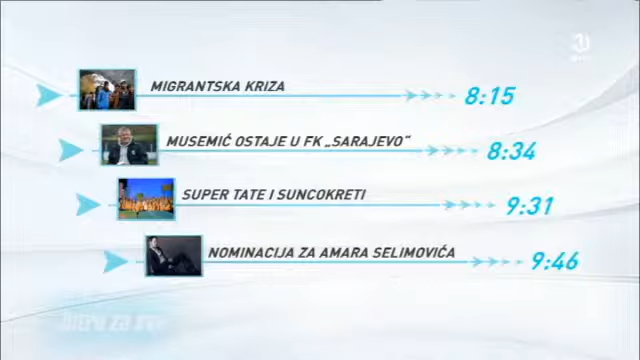 MIGRANTSKA KRIZA 8:15
MUSEMIĆ OSTAJE U FK „SARAJEVO” 8:34
SUPER TATE I SUNCOKRETI 9:31
NOMINACIJA ZA AMARA SELIMOVIĆA 9:46